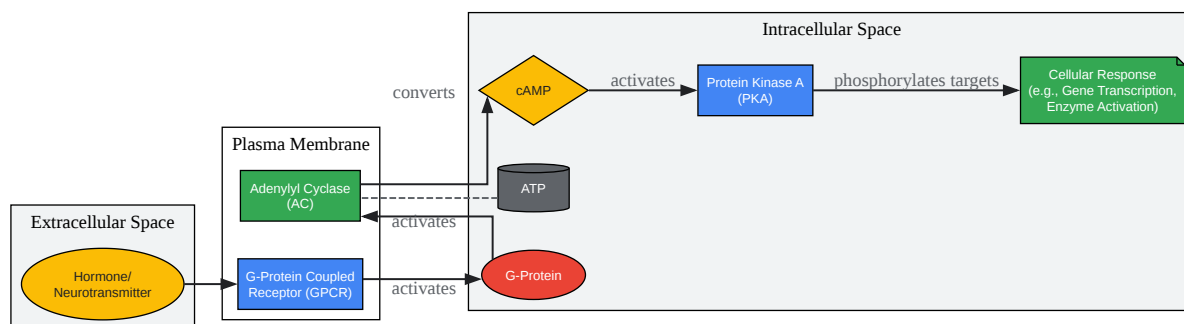 Intracellular Space
cAMP
activates
Protein Kinase A
(PKA)
phosphorylates targets
Cellular Response
(e.g., Gene Transcription,
Enzyme Activation)
converts
Plasma Membrane
Adenylyl Cyclase
(AC)
ATP
activates
Extracellular Space
Hormone/
Neurotransmitter
G-Protein Coupled
Receptor (GPCR)
activates
G-Protein